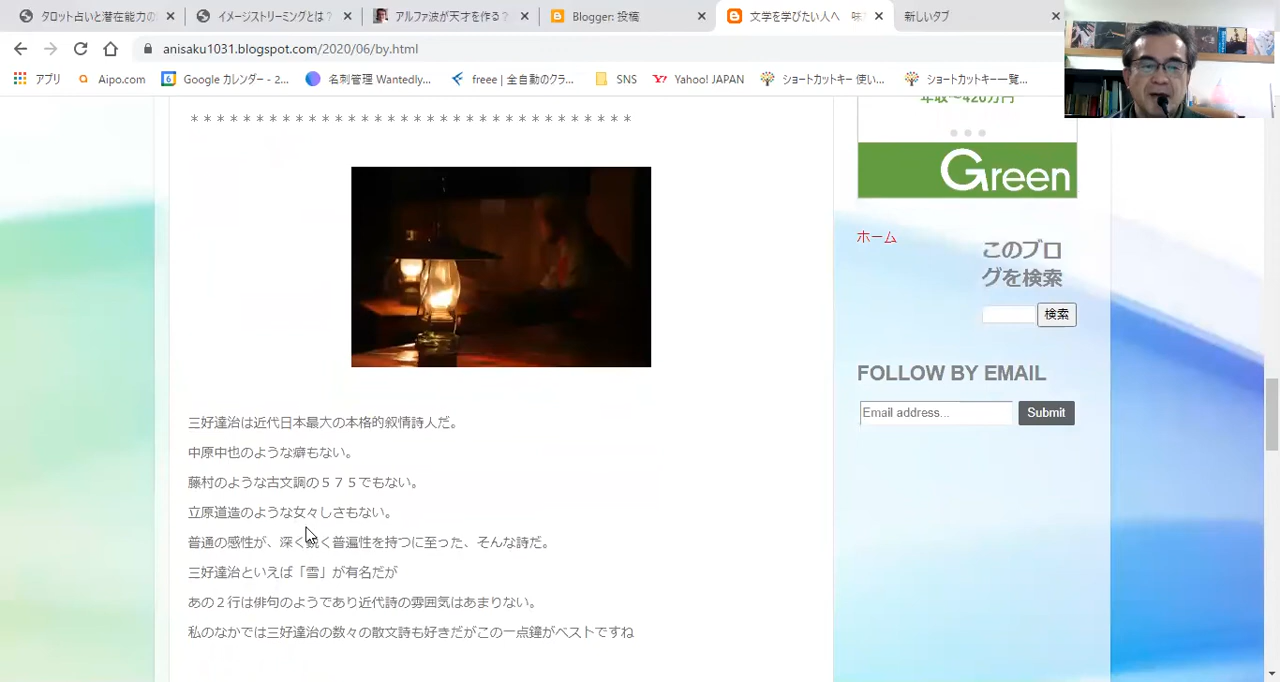 タロット占いと潜在能力の
イメージストリーミングとは?
アルファ波が天才を作る?
Blogger: 投稿
文学を学びたい人へ 味
新しいタブ
anisaku1031.blogspot.com/2020/06/by.html
アプリ
Aipo.com
Google カレンダー - 2...
名刺管理 Wantedly...
freee | 全自動のクラ...
SNS
Yahoo! JAPAN
ショートカットキー 使い...
ショートカットキー一覧...
********************************** 
年収〜420万円
Green
ホーム
このブロ
グを検索
検索
FOLLOW BY EMAIL
Email address...
Submit
三好達治は近代日本最大の本格的叙情詩人だ。
中原中也のような癖もない。
藤村のような古文調の575でもない。
立原道造のような女々しさもない。
普通の感性が、深く鋭く普遍性を持つに至った、そんな詩だ。
三好達治といえば「雪」が有名だが
あの2行は俳句のようであり近代詩の雰囲気はあまりない。
私のなかでは三好達治の数々の散文詩も好きだがこの一点鐘がベストですね